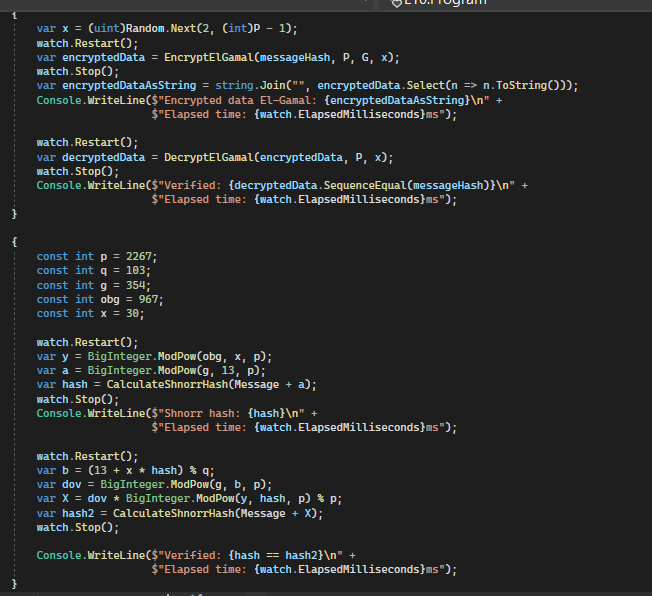 E10.Program
{
var x = (uint)Random.Next(2, (int)P - 1);
watch.Restart();
var encryptedData = EncryptElGamal(messageHash, P, G, x);
watch.Stop();
var encryptedDataAsString = string.Join("", encryptedData.Select(n => n.ToString()));
Console.WriteLine($"Encrypted data El-Gamal: {encryptedDataAsString}\n" +
$"Elapsed time: {watch.ElapsedMilliseconds}ms");
watch.Restart();
var decryptedData = DecryptElGamal(encryptedData, P, x);
watch.Stop();
Console.WriteLine($"Verified: {decryptedData.SequenceEqual(messageHash)}\n" +
$"Elapsed time: {watch.ElapsedMilliseconds}ms");
}
{
const int p = 2267;
const int q = 103;
const int g = 354;
const int obg = 967;
const int x = 30;
watch.Restart();
var y = BigInteger.ModPow(obg, x, p);
var a = BigInteger.ModPow(g, 13, p);
var hash = CalculateShnorrHash(Message + a);
watch.Stop();
Console.WriteLine($"Shnorr hash: {hash}\n" +
$"Elapsed time: {watch.ElapsedMilliseconds}ms");
watch.Restart();
var b = (13 + x * hash) % q;
var dov = BigInteger.ModPow(g, b, p);
var X = dov * BigInteger.ModPow(y, hash, p) % p;
var hash2 = CalculateShnorrHash(Message + X);
watch.Stop();
Console.WriteLine($"Verified: {hash == hash2}\n" +
$"Elapsed time: {watch.ElapsedMilliseconds}ms");
}